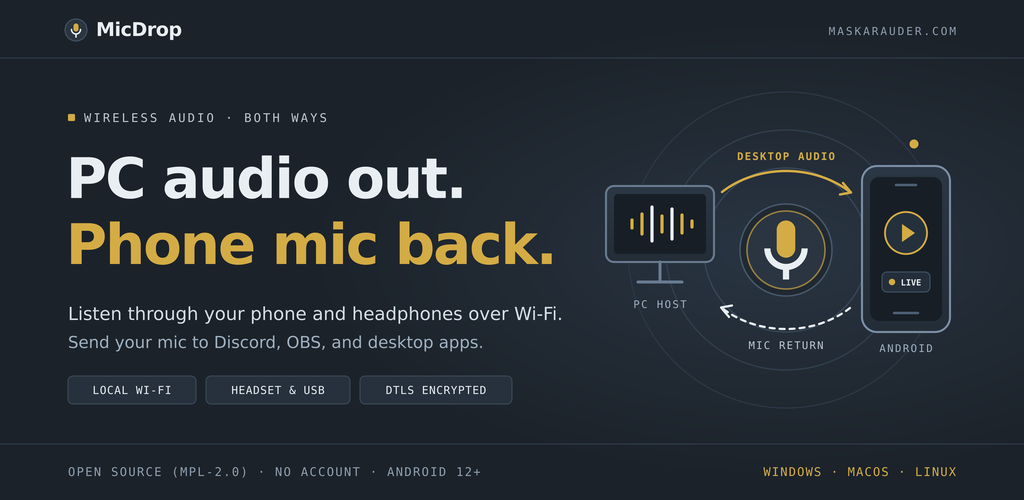 MicDrop
MASKARAUDER.COM
WIRELESS AUDIO · BOTH WAYS
PC audio out.
Phone mic back.
Listen through your phone and headphones over Wi-Fi.
Send your mic to Discord, OBS, and desktop apps.
LOCAL WI-FI
HEADSET & USB
DTLS ENCRYPTED
DESKTOP AUDIO
LIVE
PC HOST
MIC RETURN
ANDROID
OPEN SOURCE (MPL-2.0) · NO ACCOUNT · ANDROID 12+
WINDOWS · MACOS · LINUX